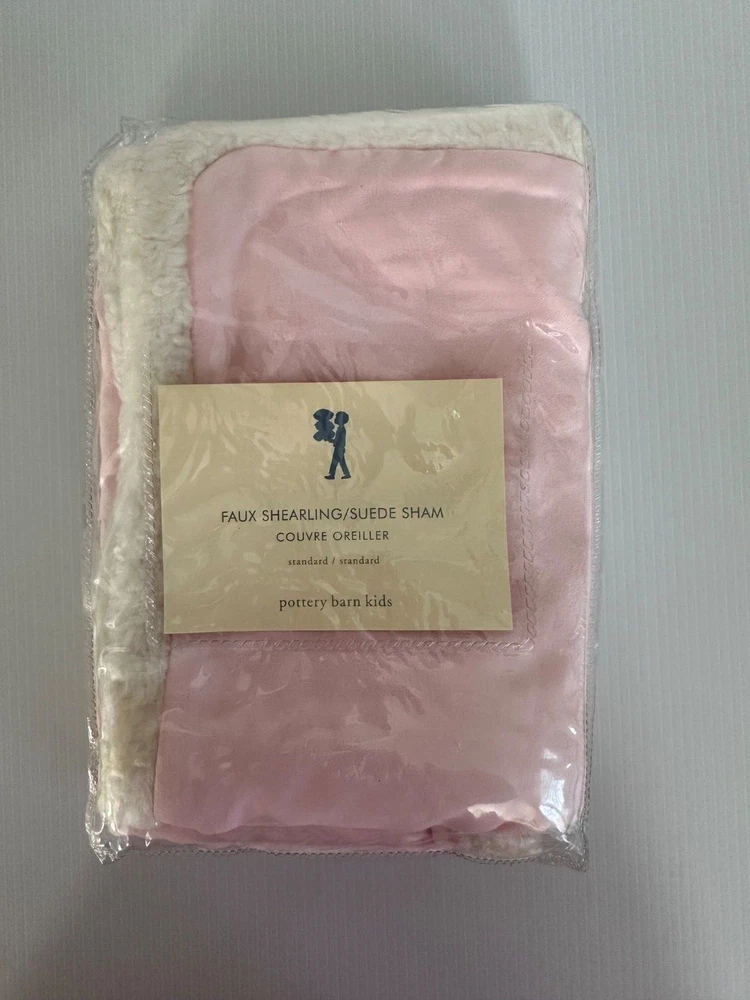 FAUX SHEARLING/SUEDE SHAM
COUVRE OREILLER
standard / standard
pottery barn kids